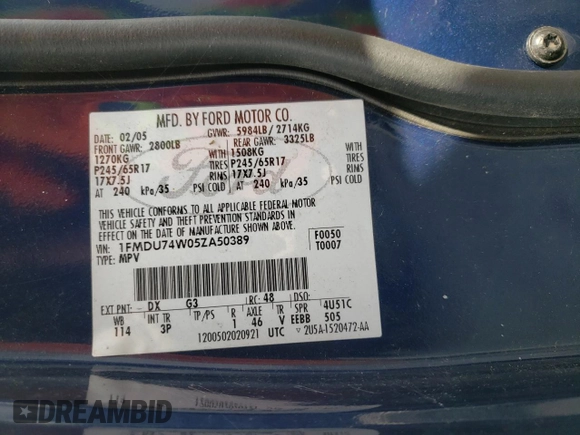 MFD. BY FORD MOTOR CO.
DATE: 02/05 GVWR: 5984LB / 2714KG
FRONT GAWR: 2800LB REAR GAWR: 3325LB
1270KG 1508KG
P245/65R17 TIRES P245/65R17
17X7.5J RIMS 17X7.5J
AT 240 kPa/35 PSI COLD AT 240 kPa/35 PSI COLD
Ford
THIS VEHICLE CONFORMS TO ALL APPLICABLE FEDERAL MOTOR
VEHICLE SAFETY AND THEFT PREVENTION STANDARDS IN
EFFECT ON THE DATE OF MANUFACTURE SHOWN ABOVE.
VIN: 1FMDU74W05ZA50389 F0050
TYPE: MPV T0007
EXT PNT: DX G3 RC: 48 DSO:
WB INT TR TP/PS R AXLE TR SPR 4U51C
114 3P 1 46 V EEBB 505
1200502020921 UTC 2U5A-1520472-AA
DREAMBID